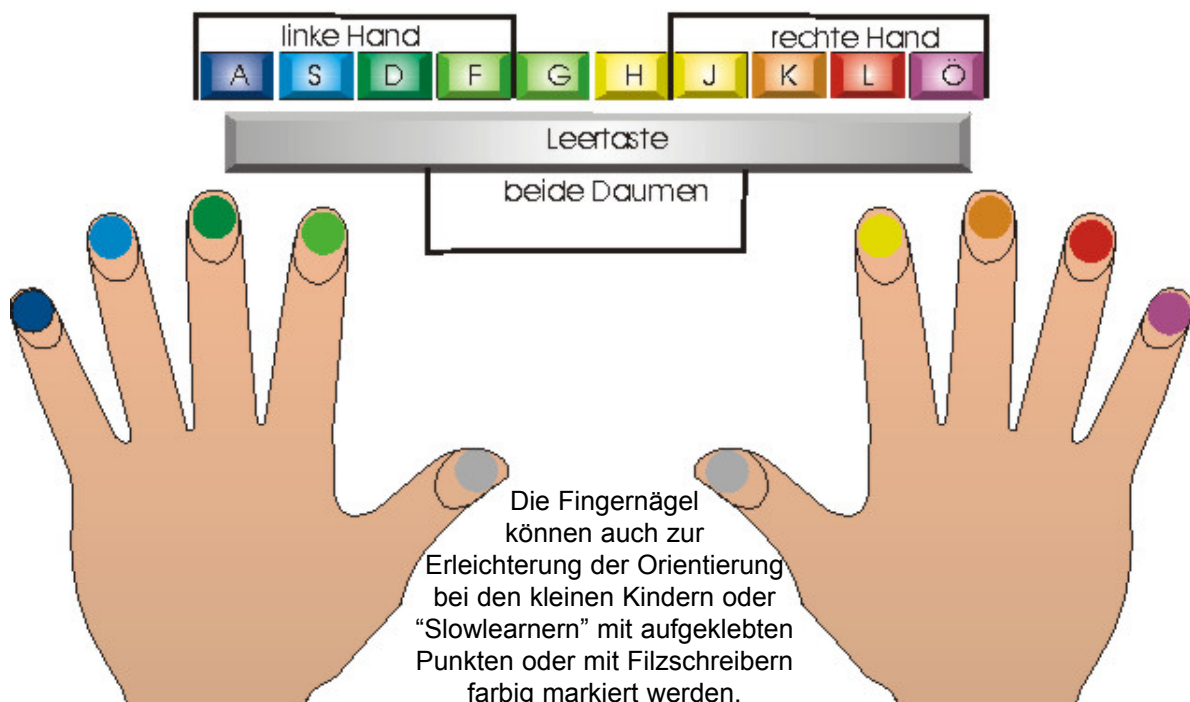 linke Hand
rechte Hand
A S D F G H J K L Ö
Leertaste
beide Daumen
Die Fingernägel
können auch zur
Erleichterung der Orientierung
bei den kleinen Kindern oder
“Slowlearnern” mit aufgeklebten
Punkten oder mit Filzschreibern
farbig markiert werden.